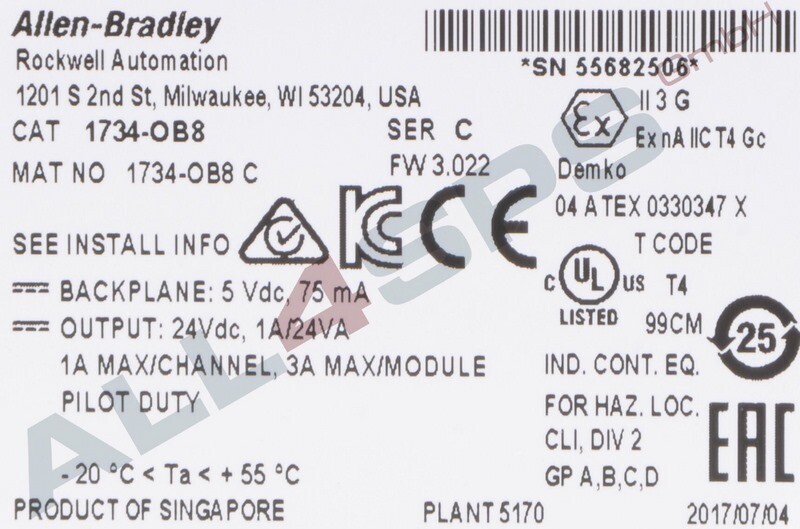 Allen-Bradley
Rockwell Automation
*SN 55682506*
1201 S 2nd St, Milwaukee, WI 53204, USA
CAT 1734-OB8 SER C
MAT NO 1734-OB8 C FW 3.022
Ex
II 3 G
Ex nA IIC T4 Gc
Demko
04 ATEX 0330347 X
SEE INSTALL INFO
KC CE
T CODE
C UL US T4
LISTED 99CM
BACKPLANE: 5 Vdc, 75 mA
OUTPUT: 24Vdc, 1A/24VA
1A MAX/CHANNEL, 3A MAX/MODULE
PILOT DUTY
25
IND. CONT. EQ.
FOR HAZ. LOC.
CLI, DIV 2
GP A,B,C,D
EAC
- 20 °C < Ta < + 55 °C
PRODUCT OF SINGAPORE PLANT 5170 2017/07/04
ALL4SPS GmbH